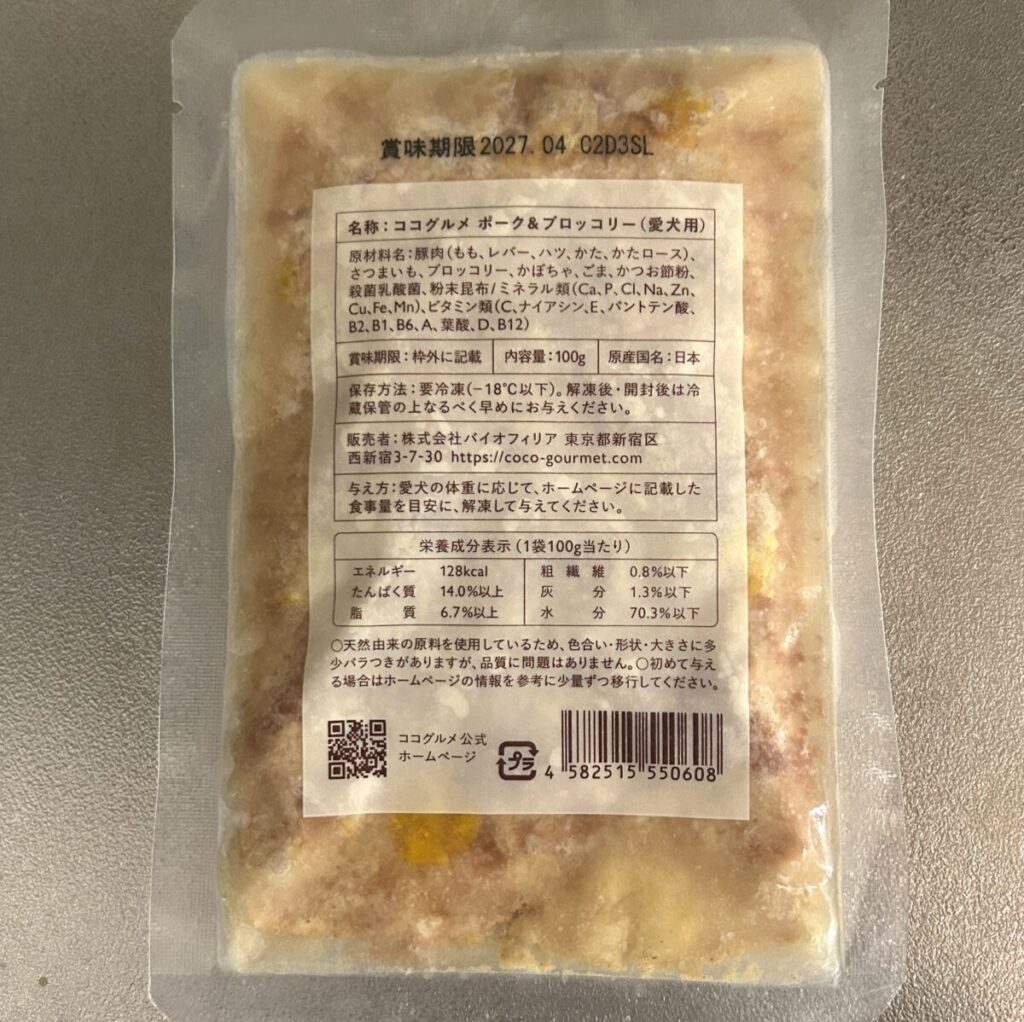 賞味期限2027.04 C2D3SL
名称：ココグルメ ポーク&ブロッコリー（愛犬用）
原材料名：豚肉（もも、レバー、ハツ、かた、かたロース）、
さつまいも、ブロッコリー、かぼちゃ、ごま、かつお節粉、
殺菌乳酸菌、粉末昆布/ミネラル類（Ca、P、Cl、Na、Zn、
Cu、Fe、Mn）、ビタミン類（C、ナイアシン、E、パントテン酸、
B2、B1、B6、A、葉酸、D、B12）
賞味期限：枠外に記載 内容量：100g 原産国名：日本
保存方法：要冷凍（−18℃以下）。解凍後・開封後は冷
蔵保管の上なるべく早めにお与えください。
販売者：株式会社バイオフィリア 東京都新宿区
西新宿3-7-30 https://coco-gourmet.com
与え方：愛犬の体重に応じて、ホームページに記載した
食事量を目安に、解凍して与えてください。
栄養成分表示（1袋100g当たり）
エネルギー 128kcal 粗繊維 0.8%以下
たんぱく質 14.0%以上 灰分 1.3%以下
脂質 6.7%以上 水分 70.3%以下
○天然由来の原料を使用しているため、色合い・形状・大きさに多
少バラつきがありますが、品質に問題はありません。○初めて与え
る場合はホームページの情報を参考に少量ずつ移行してください。
ココグルメ公式
ホームページ
プラ
4 582515 550608